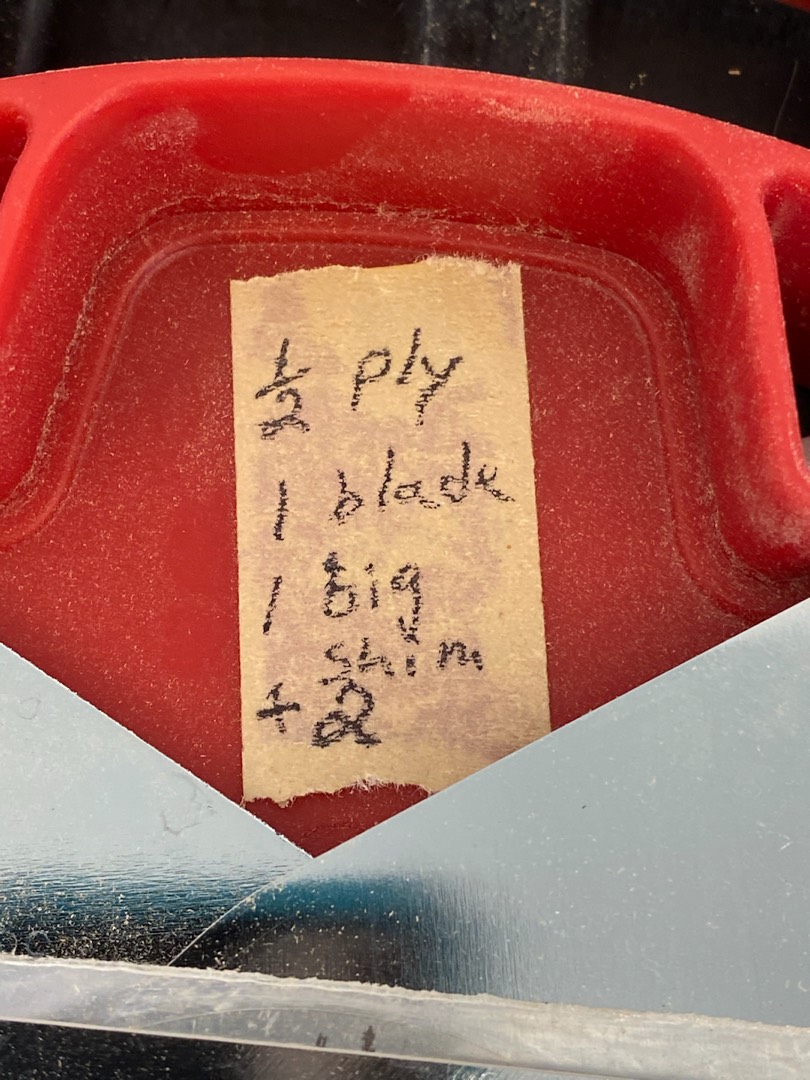 1/2 ply
1 blade
1 Big
shim
+ 2